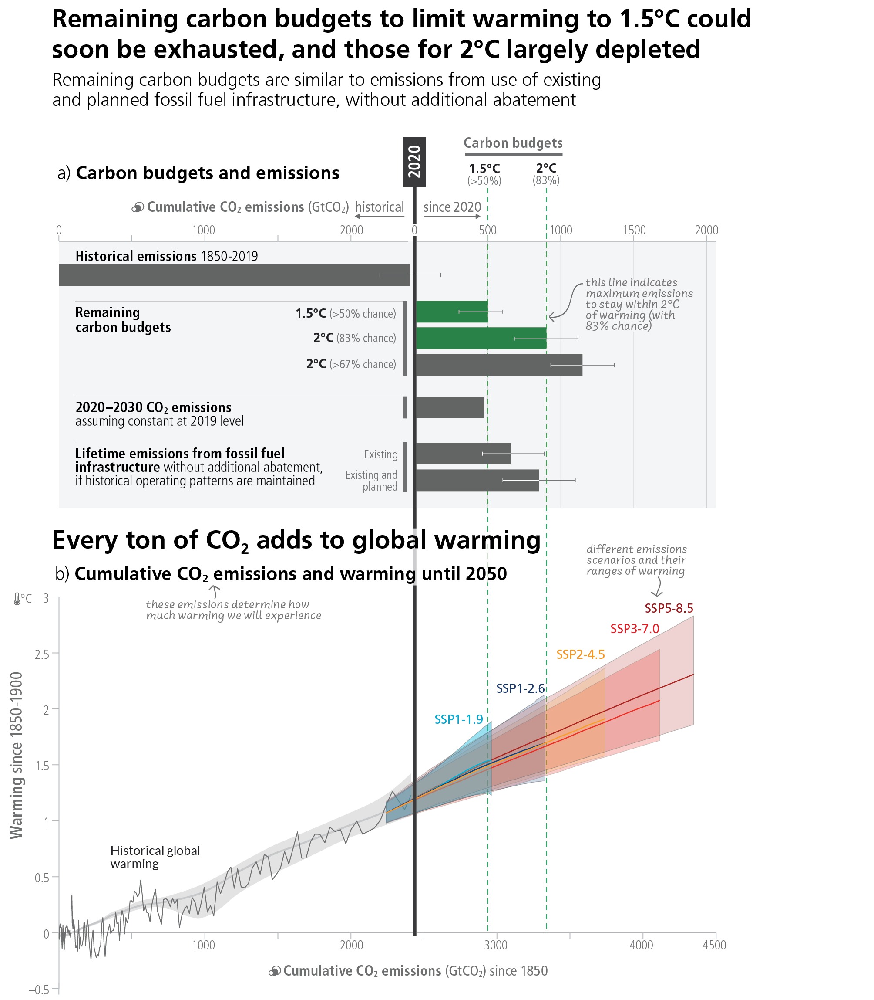 Remaining carbon budgets to limit warming to 1.5°C could
soon be exhausted, and those for 2°C largely depleted
Remaining carbon budgets are similar to emissions from use of existing
and planned fossil fuel infrastructure, without additional abatement
2020
Carbon budgets
1.5°C
(>50%)
2°C
(83%)
a) Carbon budgets and emissions
Cumulative CO₂ emissions (GtCO₂) historical since 2020
0 1000 2000 0 500 1000 1500 2000
Historical emissions 1850-2019
this line indicates
maximum emissions
to stay within 2°C
of warming (with
83% chance)
Remaining
carbon budgets
1.5°C (>50% chance)
2°C (83% chance)
2°C (>67% chance)
2020–2030 CO₂ emissions
assuming constant at 2019 level
Lifetime emissions from fossil fuel
infrastructure without additional abatement,
if historical operating patterns are maintained
Existing
Existing and
planned
Every ton of CO₂ adds to global warming
b) Cumulative CO₂ emissions and warming until 2050
different emissions
scenarios and their
ranges of warming
these emissions determine how
much warming we will experience
°C
3
2.5
2
1.5
1
0.5
0
–0.5
Warming since 1850-1900
SSP5-8.5
SSP3-7.0
SSP2-4.5
SSP1-2.6
SSP1-1.9
Historical global
warming
1000 2000 3000 4000 4500
Cumulative CO₂ emissions (GtCO₂) since 1850